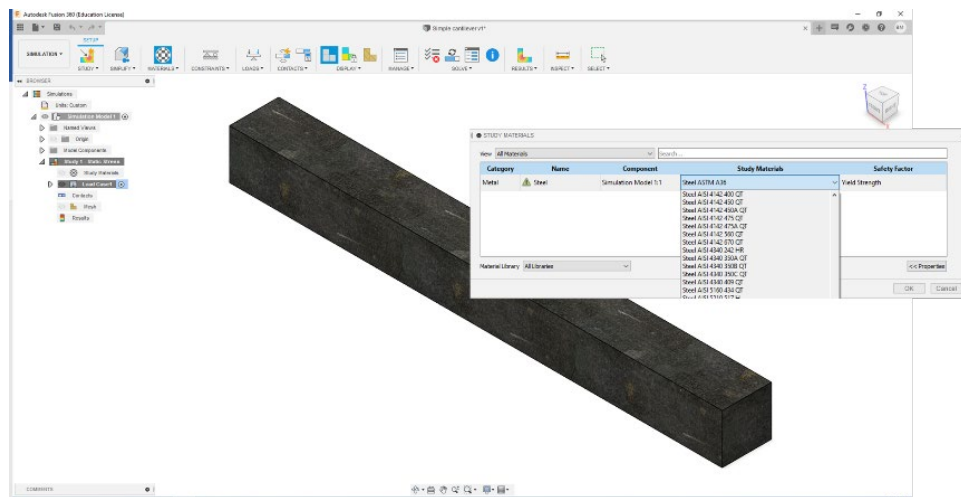 Autodesk Fusion 360 (Education License)
Simple cantilever v1*
SETUP
SIMULATION
STUDY SIMPLIFY MATERIALS CONSTRAINTS LOADS CONTACTS DISPLAY MANAGE SOLVE RESULTS INSPECT SELECT
BROWSER
Simulations
Units: Custom
Simulation Model 1
Named Views
Origin
Model Components
Study 1 - Static Stress
Study Materials
Load Case1
Contacts
Mesh
Results
STUDY MATERIALS
View All Materials Search ...
Category Name Component Study Materials Safety Factor
Metal Steel Simulation Model 1:1 Steel ASTM A36 Yield Strength
Steel AISI 4142 400 QT
Steel AISI 4142 450 QT
Steel AISI 4142 450A QT
Steel AISI 4142 475 QT
Steel AISI 4142 475A QT
Steel AISI 4142 560 QT
Steel AISI 4142 670 QT
Steel AISI 4340 242 HR
Steel AISI 4340 350A QT
Steel AISI 4340 350B QT
Steel AISI 4340 350C QT
Steel AISI 4340 409 QT
Steel AISI 5160 434 QT
Material Library All Libraries << Properties
OK Cancel
COMMENTS